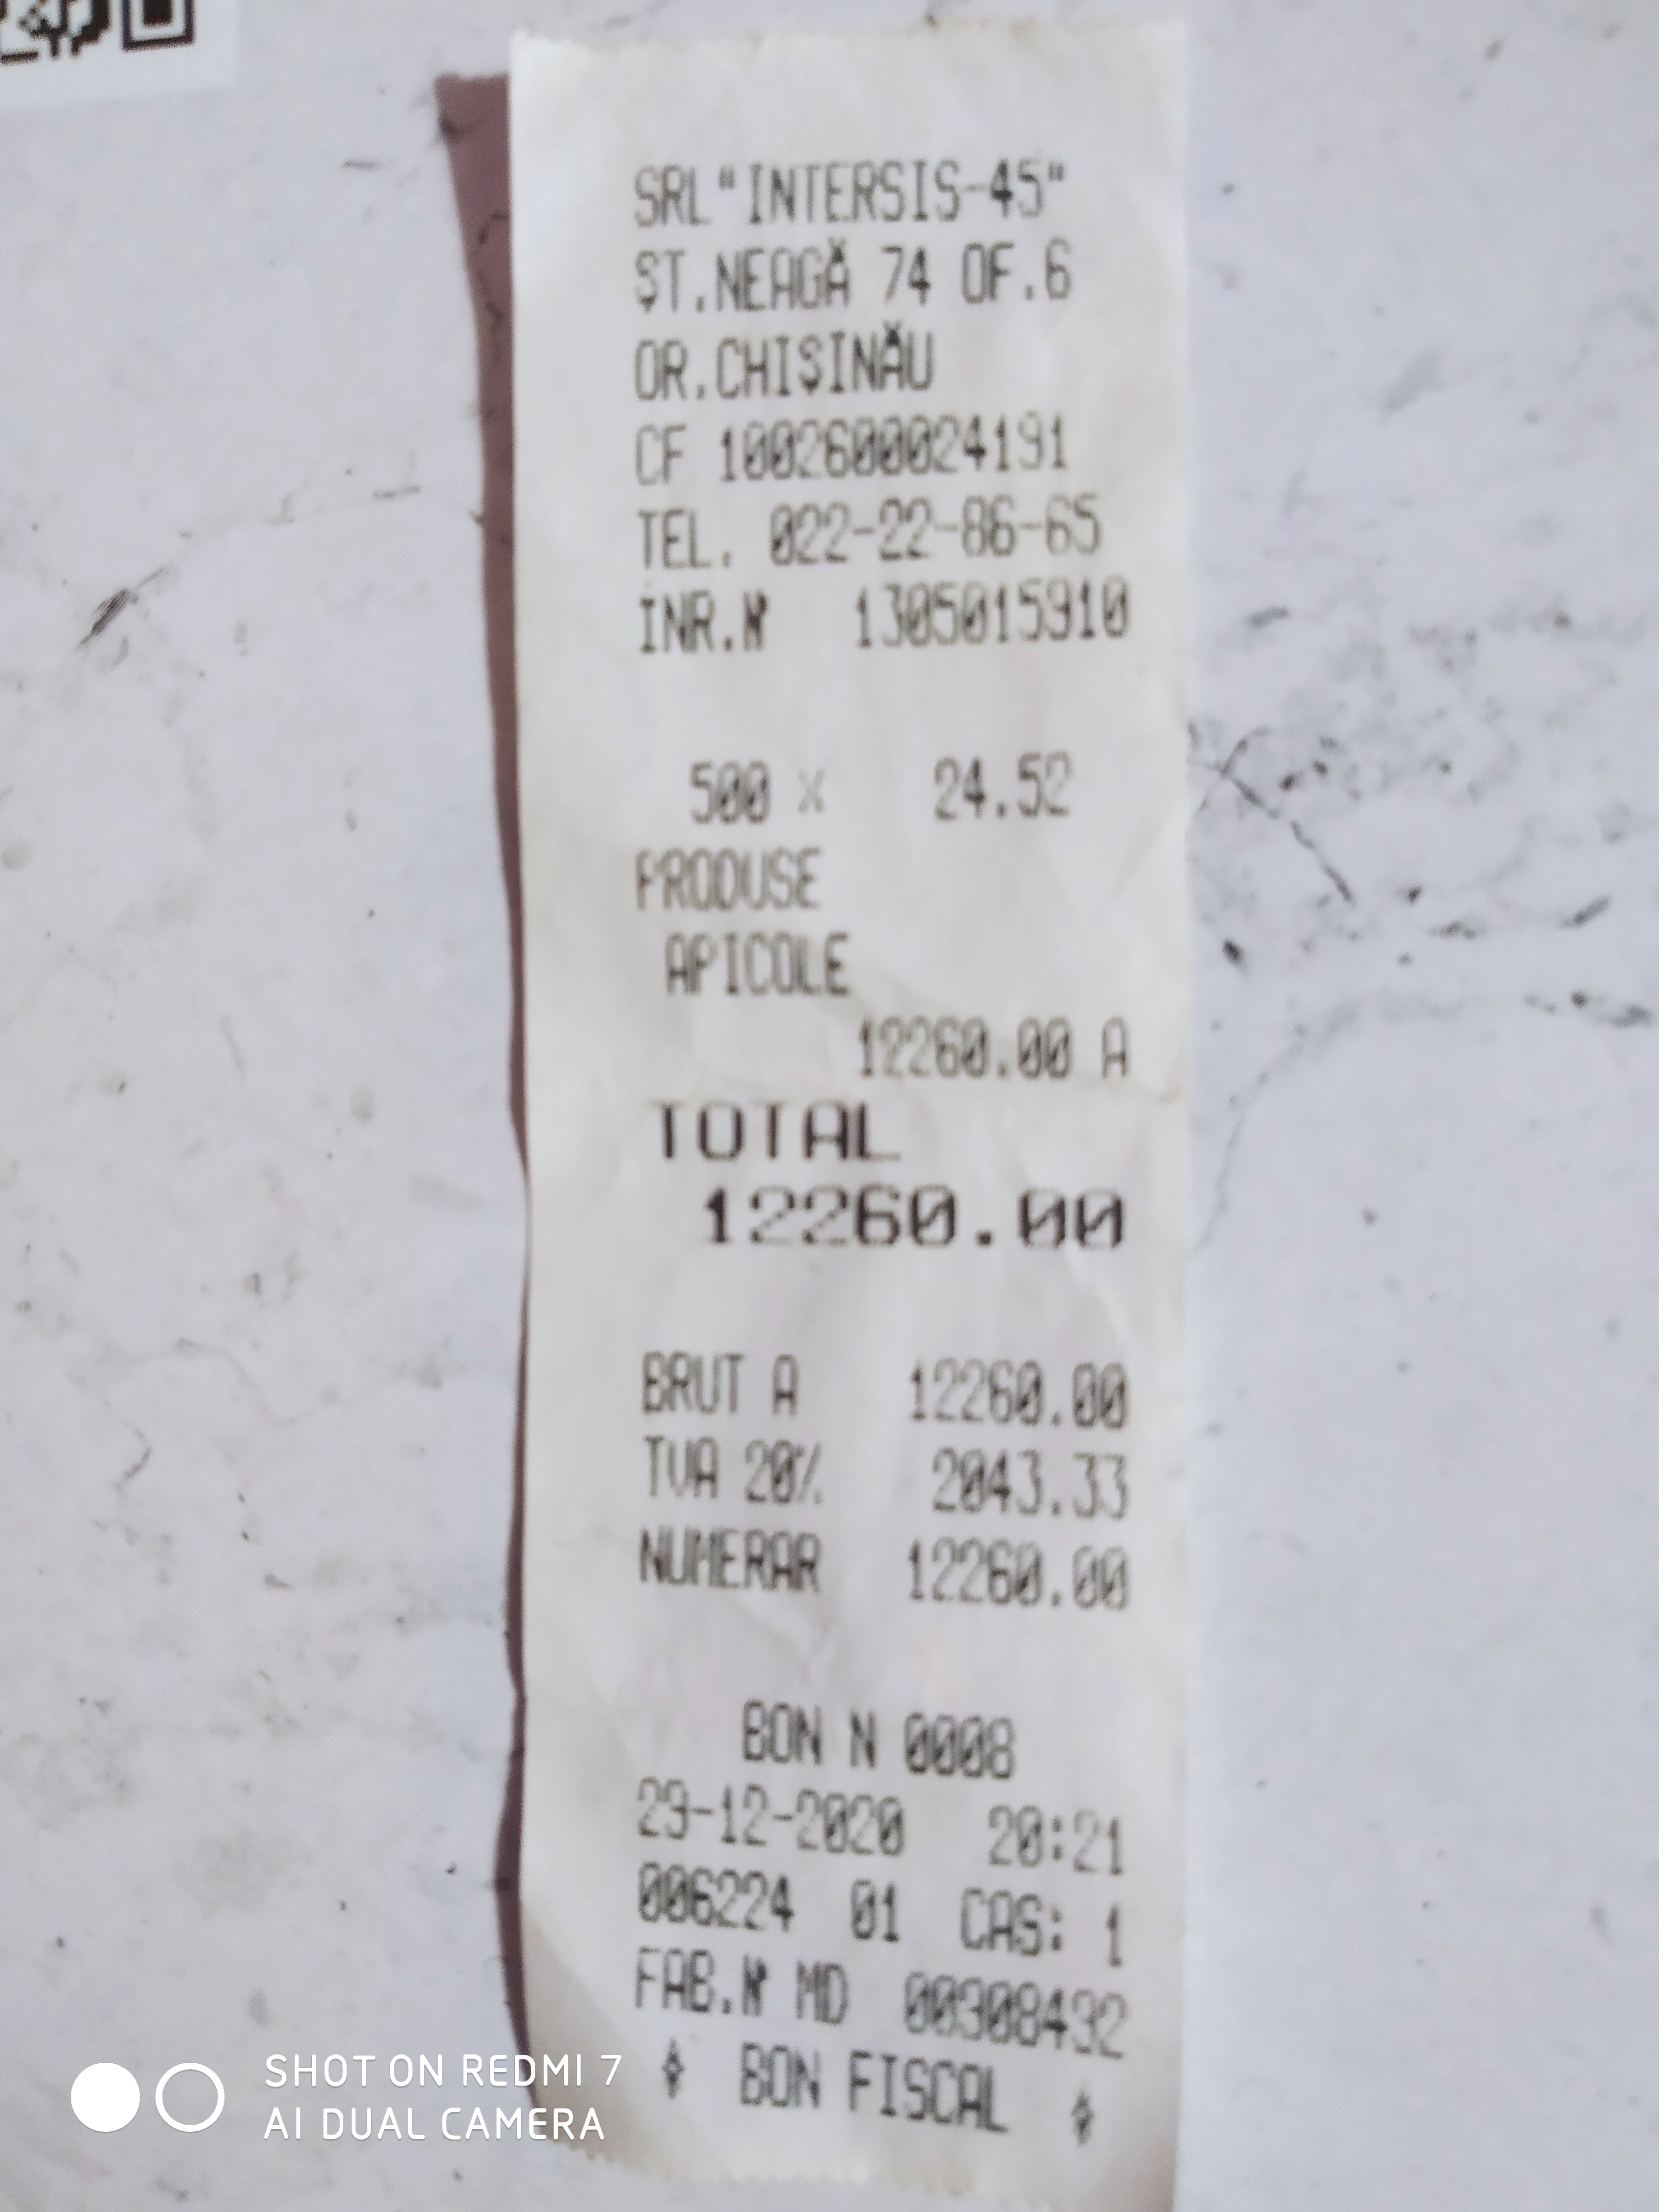 SRL "INTERSIS-45"
ȘT.NEAGĂ 74 OF.6
OR.CHIȘINĂU
CF 1002600024191
TEL. 022-22-86-65
INR.№ 1305015910
500 x 24.52
PRODUSE
APICOLE
12260.00 A
TOTAL
12260.00
BRUT A 12260.00
TVA 20% 2043.33
NUMERAR 12260.00
BON N 0008
29-12-2020 20:21
006224 01 CAS: 1
FAB.№ MD 00308432
BON FISCAL
SHOT ON REDMI 7
AI DUAL CAMERA